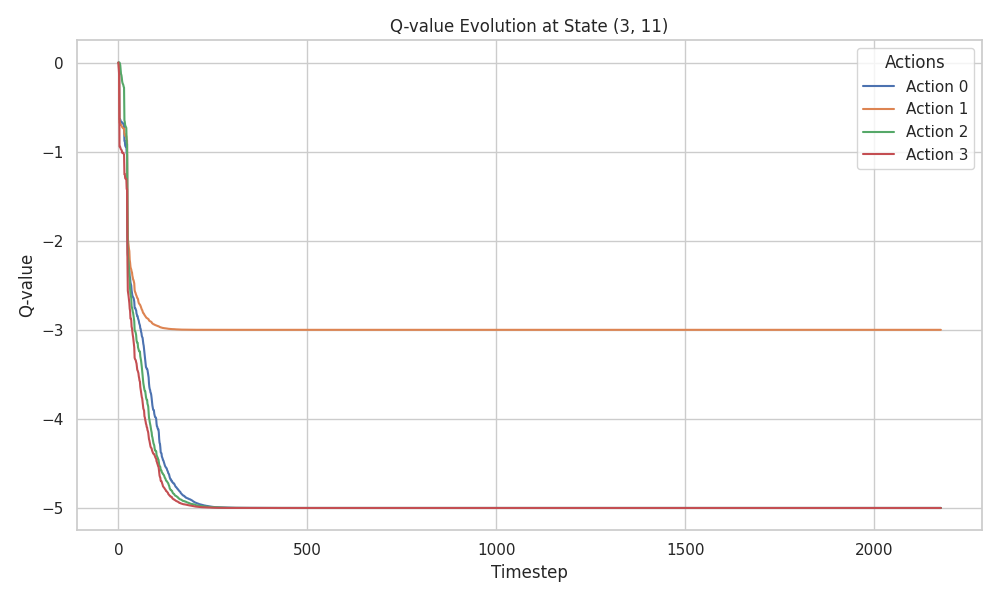 Q-value Evolution at State (3, 11)
Actions
Action 0
Action 1
Action 2
Action 3
Q-value
0
−1
−2
−3
−4
−5
0 500 1000 1500 2000
Timestep